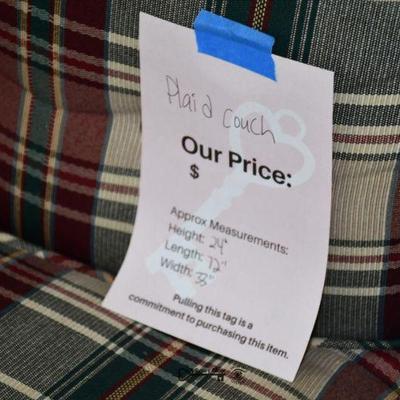 Plaid Couch
Our Price:
$
Approx Measurements:
Height: 24"
Length: 72"
Width: 33"
Pulling this tag is a
commitment to purchasing this item.